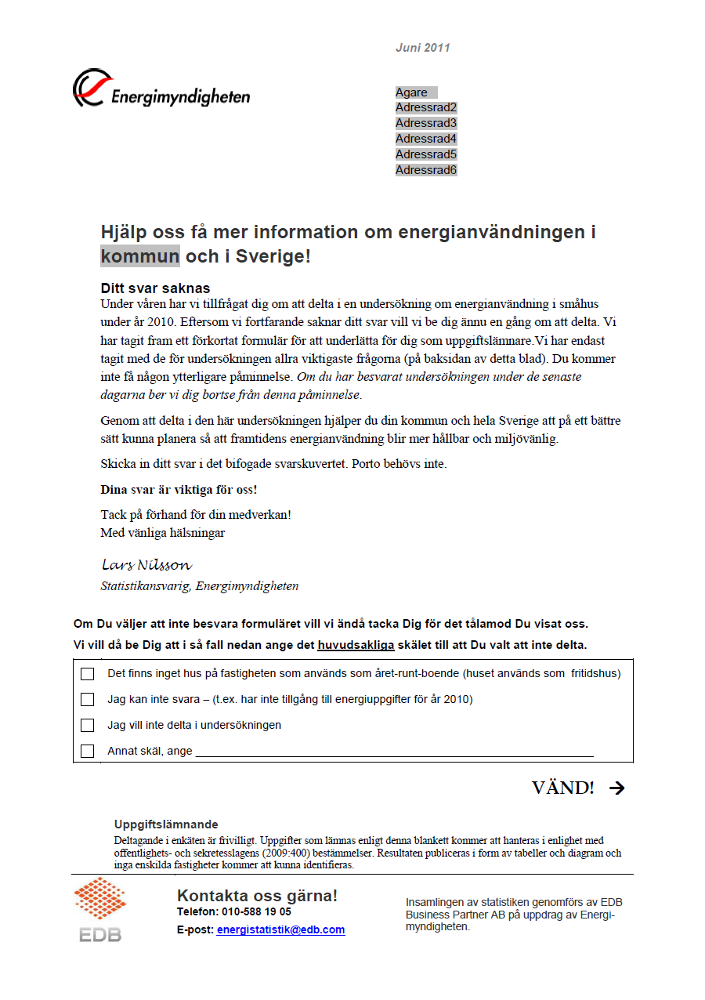 Juni 2011
Energimyndigheten
Agare
Adressrad2
Adressrad3
Adressrad4
Adressrad5
Adressrad6
Hjälp oss få mer information om energianvändningen i
kommun och i Sverige!
Ditt svar saknas
Under våren har vi tillfrågat dig om att delta i en undersökning om energianvändning i småhus
under år 2010. Eftersom vi fortfarande saknar ditt svar vill vi be dig ännu en gång om att delta. Vi
har tagit fram ett förkortat formulär för att underlätta för dig som uppgiftslämnare.Vi har endast
tagit med de för undersökningen allra viktigaste frågorna (på baksidan av detta blad). Du kommer
inte få någon ytterligare påminnelse. Om du har besvarat undersökningen under de senaste
dagarna ber vi dig bortse från denna påminnelse.
Genom att delta i den här undersökningen hjälper du din kommun och hela Sverige att på ett bättre
sätt kunna planera så att framtidens energianvändning blir mer hållbar och miljövänlig.
Skicka in ditt svar i det bifogade svarskuvertet. Porto behövs inte.
Dina svar är viktiga för oss!
Tack på förhand för din medverkan!
Med vänliga hälsningar
Lars Nilsson
Statistikansvarig, Energimyndigheten
Om Du väljer att inte besvara formuläret vill vi ändå tacka Dig för det tålamod Du visat oss.
Vi vill då be Dig att i så fall nedan ange det huvudsakliga skälet till att Du valt att inte delta.
Det finns inget hus på fastigheten som används som året-runt-boende (huset används som fritidshus)
Jag kan inte svara – (t.ex. har inte tillgång till energiuppgifter för år 2010)
Jag vill inte delta i undersökningen
Annat skäl, ange
VÄND! →
Uppgiftslämnande
Deltagande i enkäten är frivilligt. Uppgifter som lämnas enligt denna blankett kommer att hanteras i enlighet med
offentlighets- och sekretesslagens (2009:400) bestämmelser. Resultaten publiceras i form av tabeller och diagram och
inga enskilda fastigheter kommer att kunna identifieras.
EDB
Kontakta oss gärna!
Telefon: 010-588 19 05
E-post: energistatistik@edb.com
Insamlingen av statistiken genomförs av EDB
Business Partner AB på uppdrag av Energi-
myndigheten.